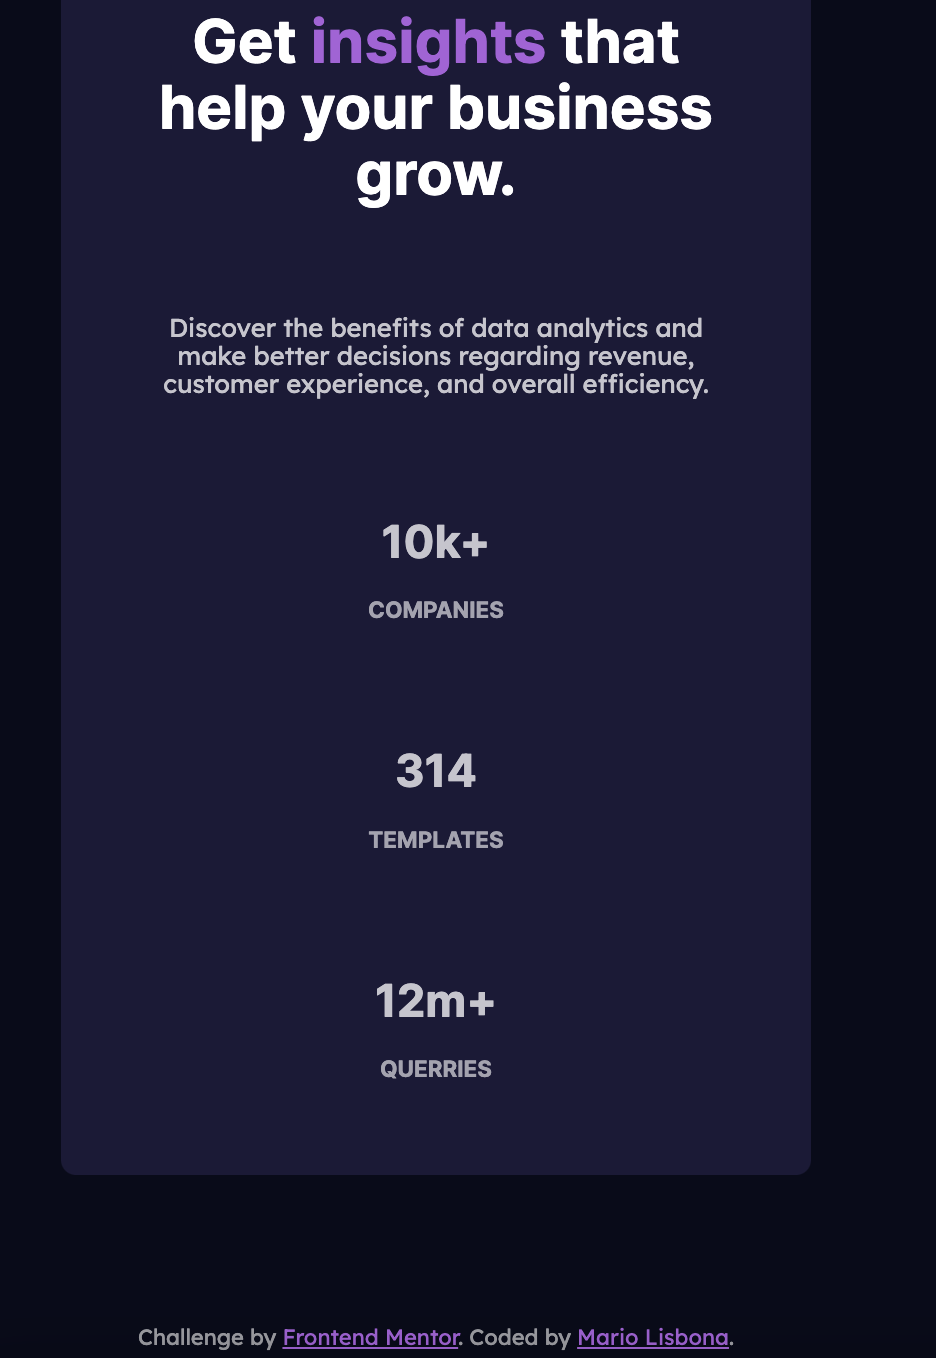 Get insights that
help your business
grow.
Discover the benefits of data analytics and
make better decisions regarding revenue,
customer experience, and overall efficiency.
10k+
COMPANIES
314
TEMPLATES
12m+
QUERRIES
Challenge by Frontend Mentor. Coded by Mario Lisbona.